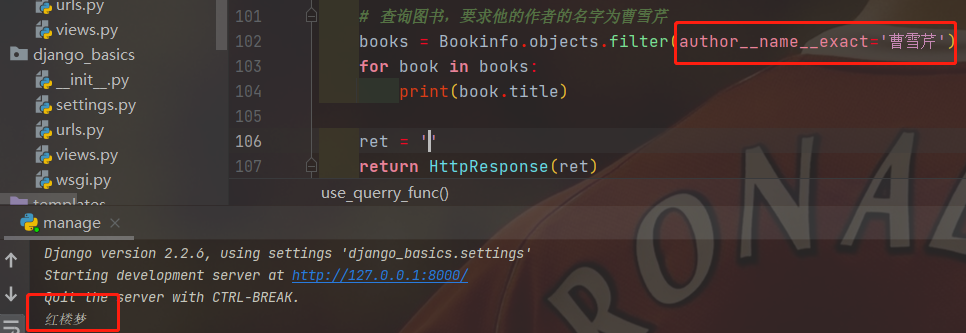 urls.py
views.py
django_basics
__init__.py
settings.py
urls.py
views.py
wsgi.py
templates
101 # 查询图书，要求他的作者的名字为曹雪芹
102 books = Bookinfo.objects.filter(author__name__exact='曹雪芹')
103 for book in books:
104 print(book.title)
105
106 ret = ''
107 return HttpResponse(ret)
use_querry_func()
manage
Django version 2.2.6, using settings 'django_basics.settings'
Starting development server at http://127.0.0.1:8000/
Quit the server with CTRL-BREAK.
红楼梦
RONAL